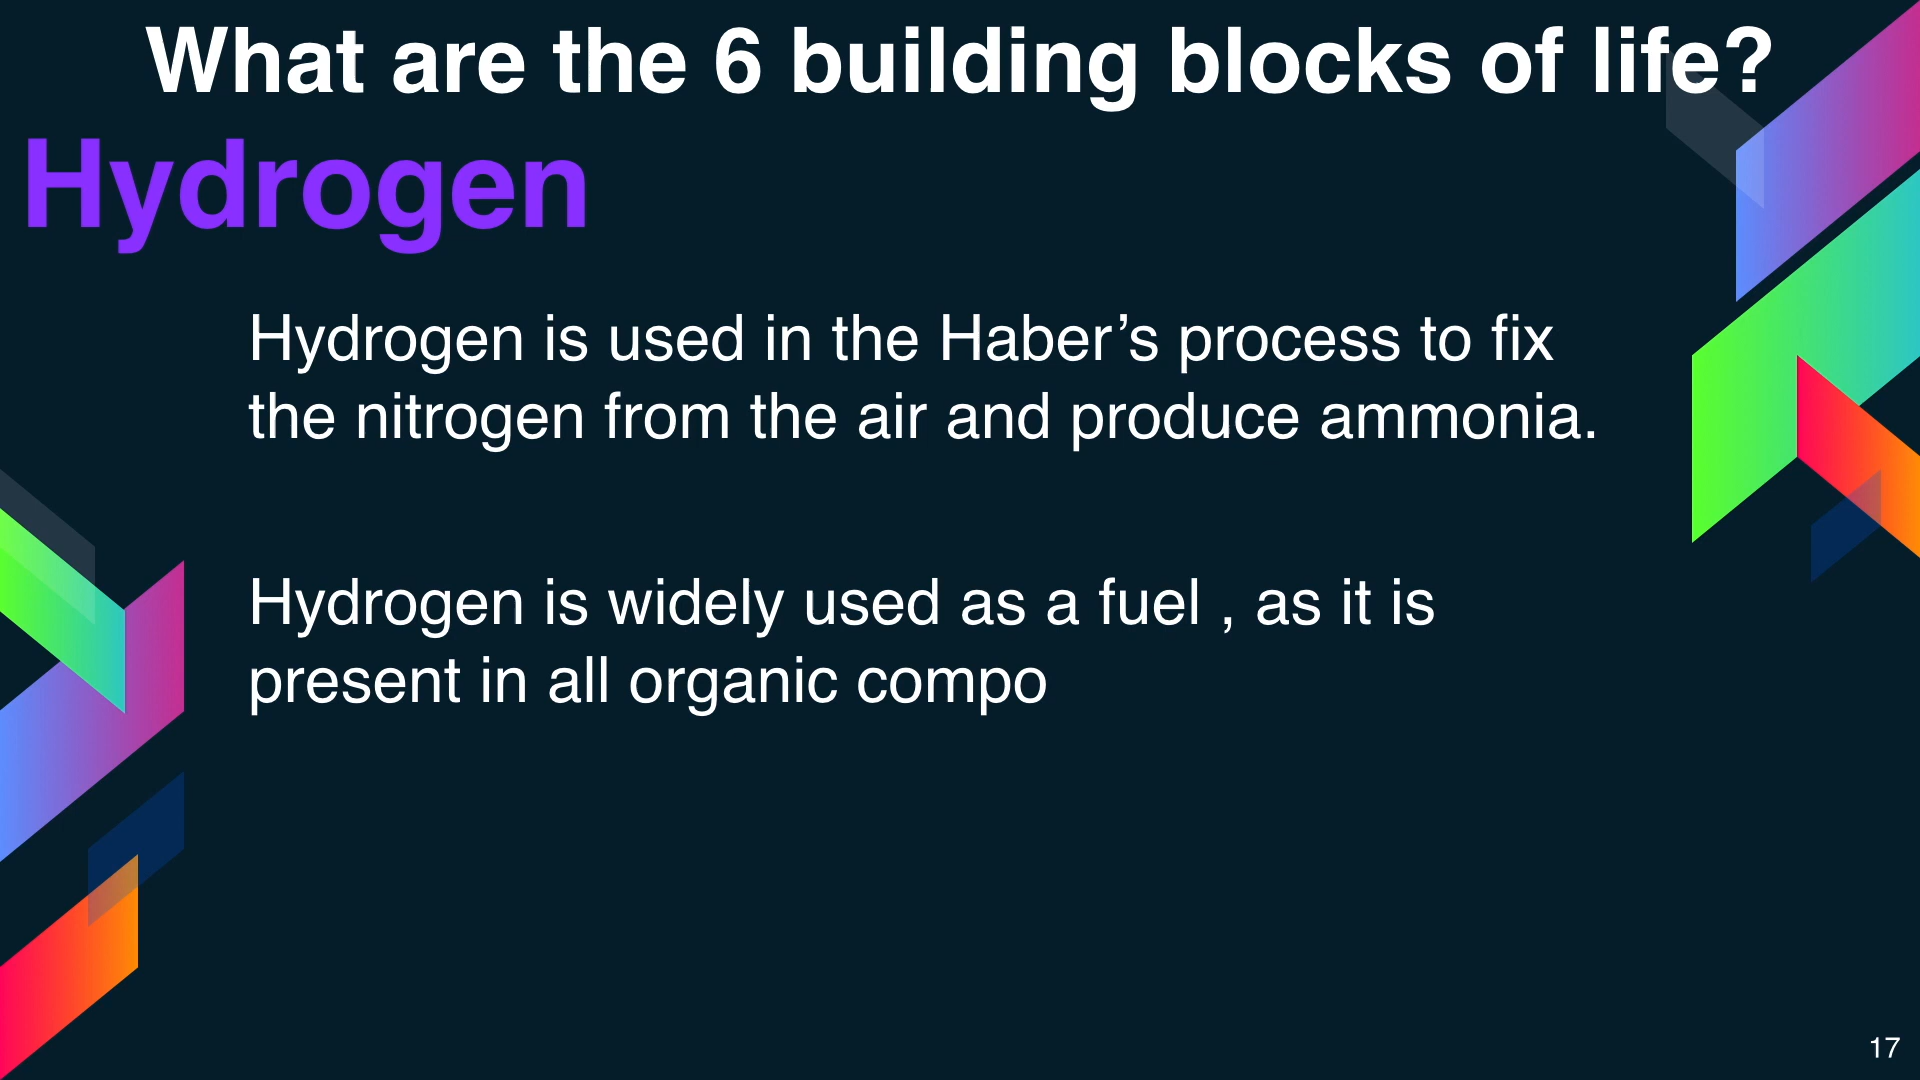 What are the 6 building blocks of life?
Hydrogen
Hydrogen is used in the Haber’s process to fix
the nitrogen from the air and produce ammonia.
Hydrogen is widely used as a fuel , as it is
present in all organic compo
17